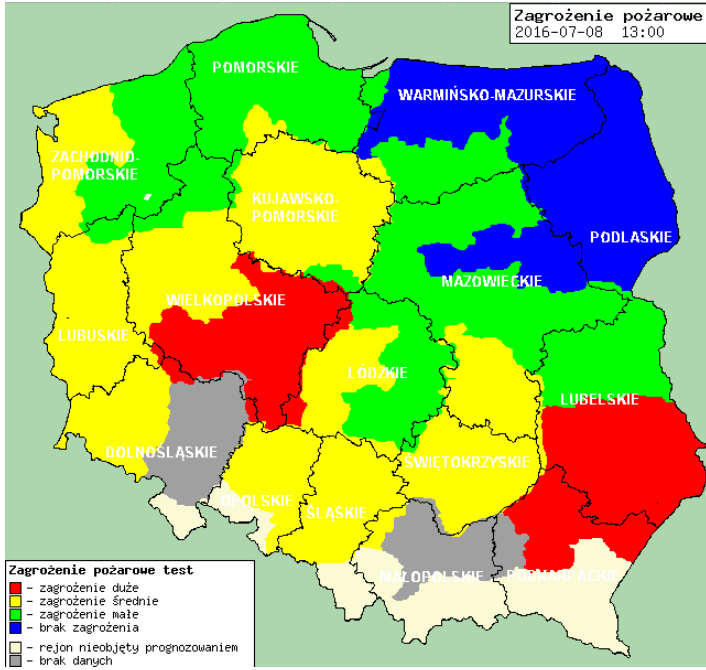 Zagrożenie pożarowe
2016-07-08 13:00
POMORSKIE
WARMIŃSKO-MAZURSKIE
ZACHODNIO-
POMORSKIE
KUJAWSKO-
POMORSKIE
PODLASKIE
MAZOWIECKIE
WIELKOPOLSKIE
LUBUSKIE
ŁÓDZKIE
LUBELSKIE
DOLNOŚLĄSKIE
ŚWIĘTOKRZYSKIE
OPOLSKIE
ŚLĄSKIE
MAŁOPOLSKIE
PODKARPACKIE
Zagrożenie pożarowe test
- zagrożenie duże
- zagrożenie średnie
- zagrożenie małe
- brak zagrożenia
- rejon nieobjęty prognozowaniem
- brak danych